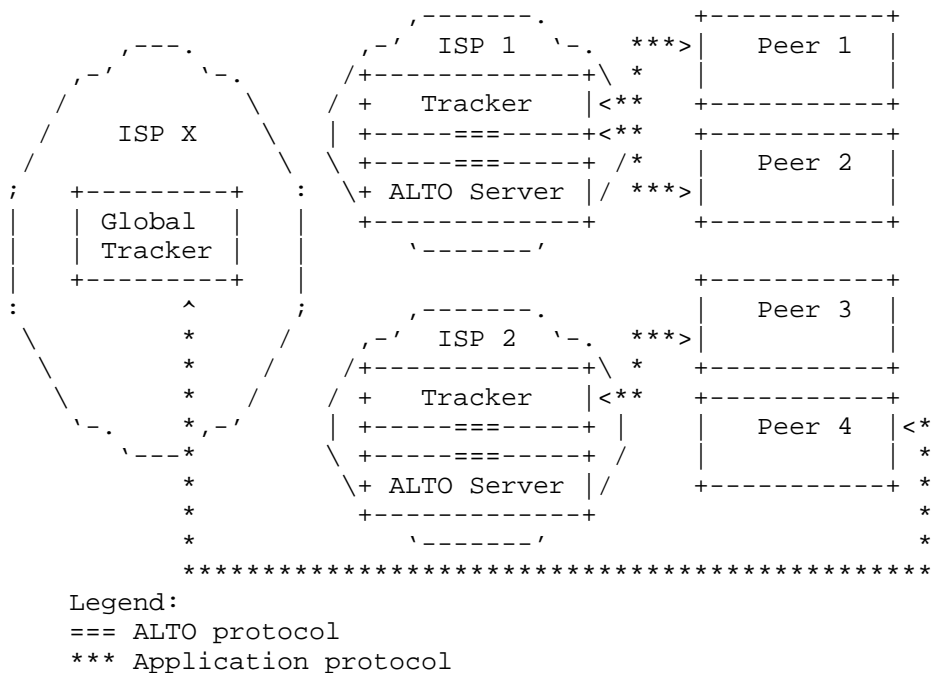 ISP 1
Peer 1
Tracker
ISP X
Peer 2
ALTO Server
Global
Tracker
Peer 3
ISP 2
Tracker
Peer 4
ALTO Server
Legend:
=== ALTO protocol
*** Application protocol